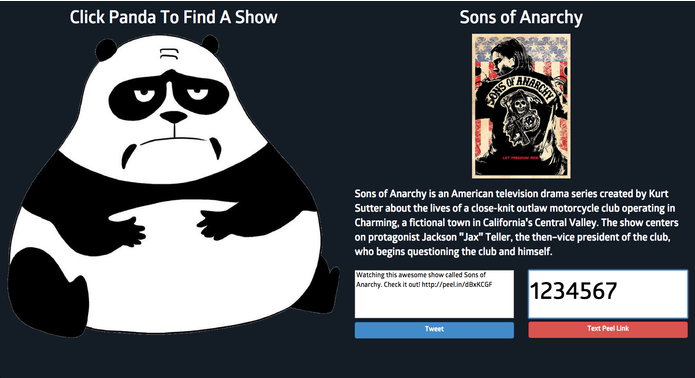 Click Panda To Find A Show
Sons of Anarchy
SONS OF ANARCHY
Sons of Anarchy is an American television drama series created by Kurt
Sutter about the lives of a close-knit outlaw motorcycle club operating in
Charming, a fictional town in California's Central Valley. The show centers
on protagonist Jackson "Jax" Teller, the then-vice president of the club,
who begins questioning the club and himself.
Watching this awesome show called Sons of
Anarchy. Check it out! http://peel.in/dBxKCGF
1234567
Tweet
Text Peel Link